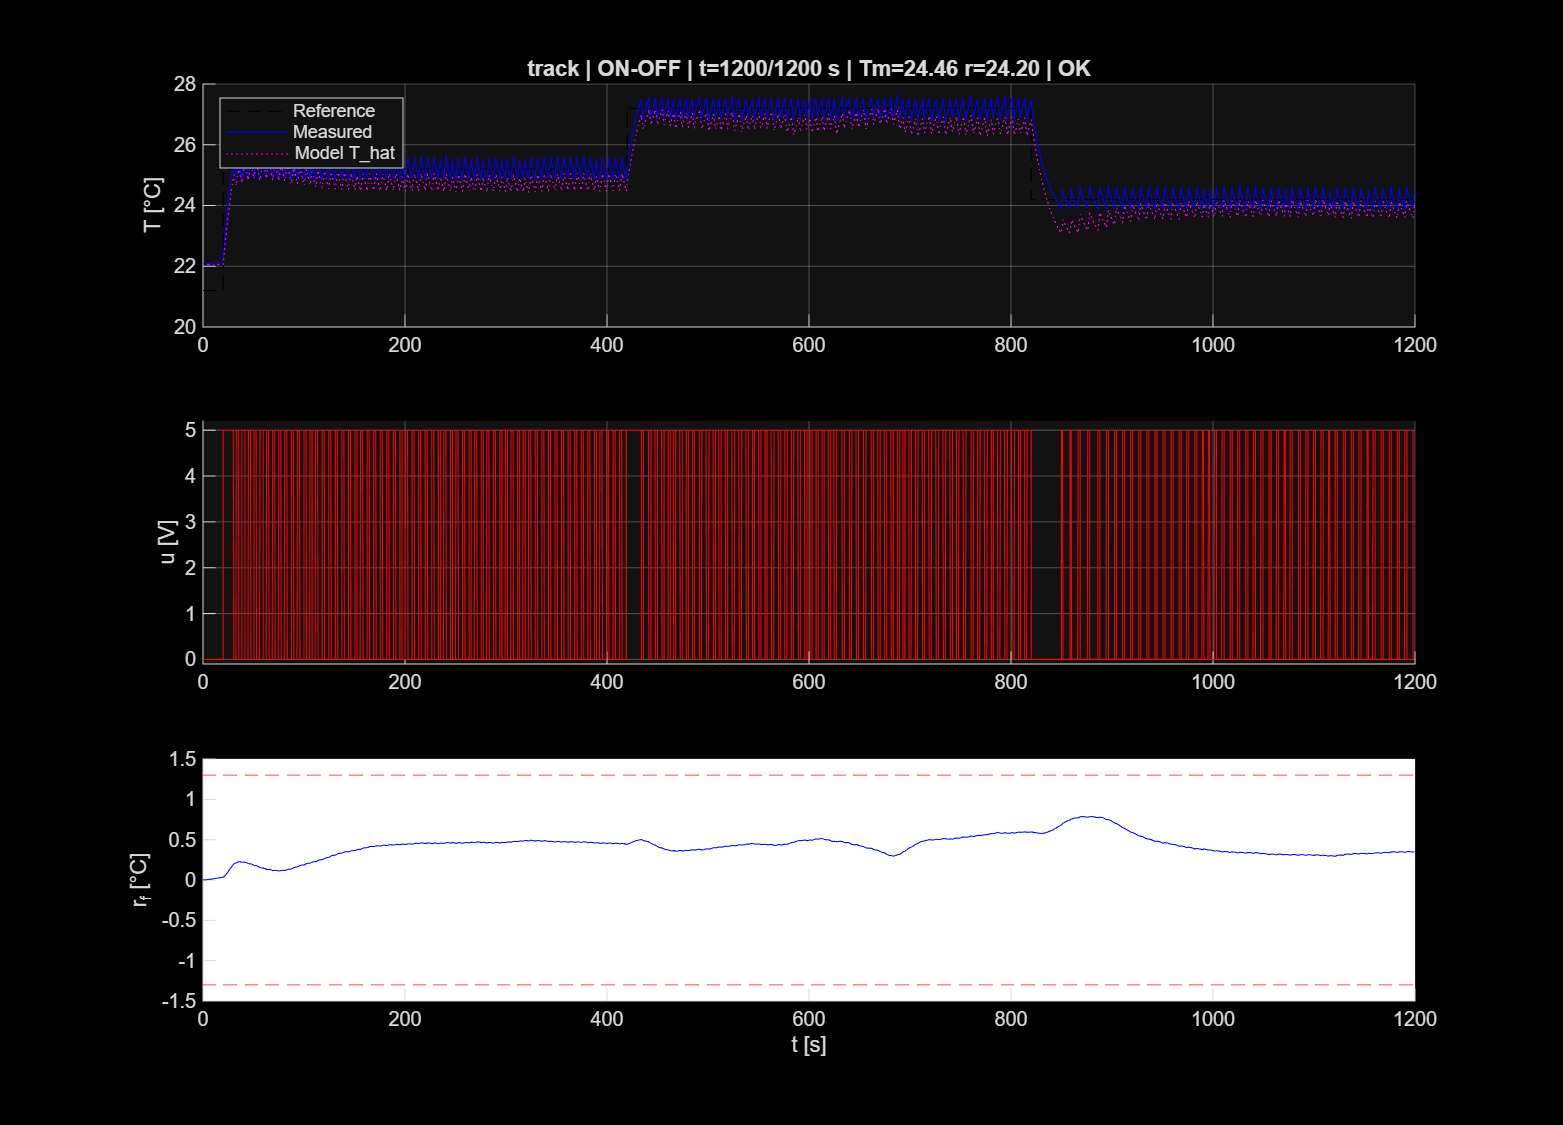 track | ON-OFF | t=1200/1200 s | Tm=24.46 r=24.20 | OK
28
26
24
22
20
T [°C]
Reference
Measured
Model T_hat
0 200 400 600 800 1000 1200
5
4
3
2
1
0
u [V]
0 200 400 600 800 1000 1200
1.5
1
0.5
0
-0.5
-1
-1.5
r_f [°C]
0 200 400 600 800 1000 1200
t [s]